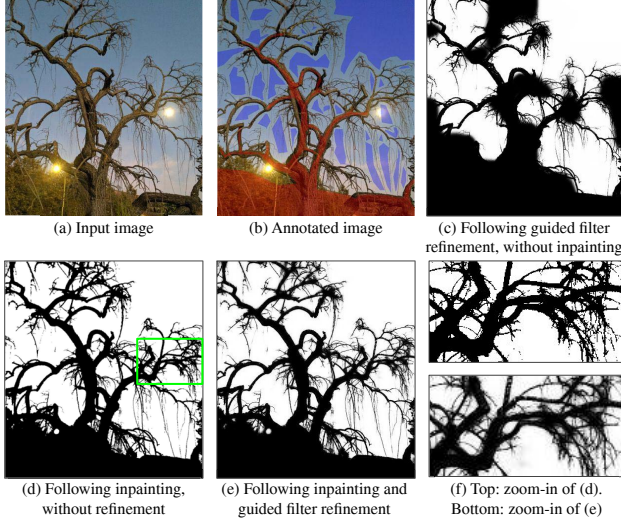 (a) Input image
(b) Annotated image
(c) Following guided filter
refinement, without inpainting
(d) Following inpainting,
without refinement
(e) Following inpainting and
guided filter refinement
(f) Top: zoom-in of (d).
Bottom: zoom-in of (e)